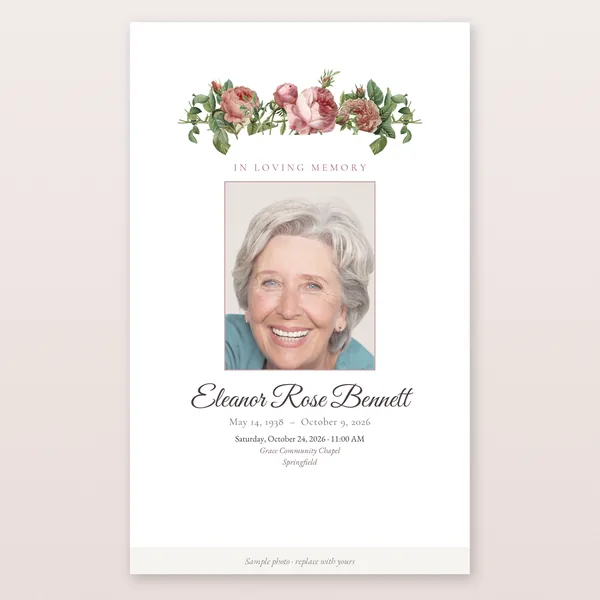 IN LOVING MEMORY
Eleanor Rose Bennett
May 14, 1938 – October 9, 2026
Saturday, October 24, 2026 · 11:00 AM
Grace Community Chapel
Springfield
Sample photo · replace with yours